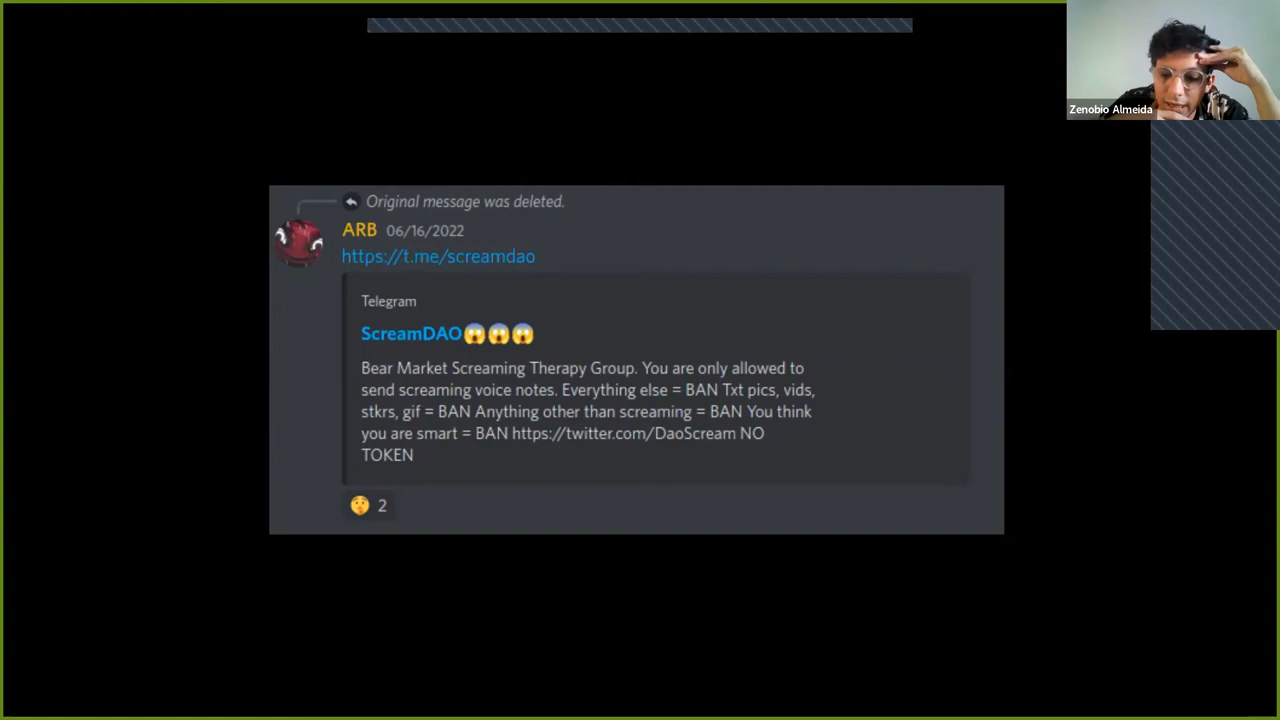 Zenobio Almeida
Original message was deleted.
ARB 06/16/2022
https://t.me/screamdao
Telegram
ScreamDAO😱😱😱
Bear Market Screaming Therapy Group. You are only allowed to
send screaming voice notes. Everything else = BAN Txt pics, vids,
stkrs, gif = BAN Anything other than screaming = BAN You think
you are smart = BAN https://twitter.com/DaoScream NO
TOKEN
2